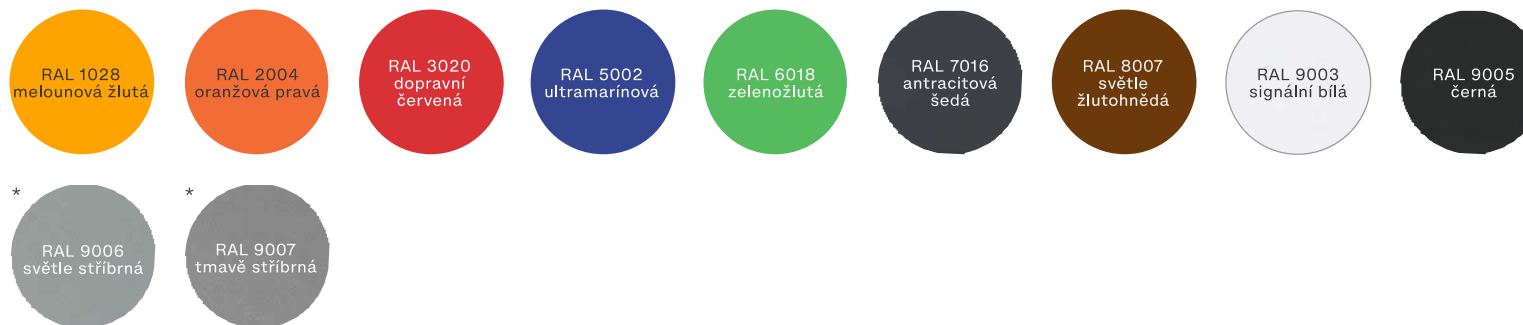 RAL 1028
melounová žlutá
RAL 2004
oranžová pravá
RAL 3020
dopravní
červená
RAL 5002
ultramarínová
RAL 6018
zelenožlutá
RAL 7016
antracitová
šedá
RAL 8007
světle
žlutohnědá
RAL 9003
signální bílá
RAL 9005
černá
*
RAL 9006
světle stříbrná
*
RAL 9007
tmavě stříbrná